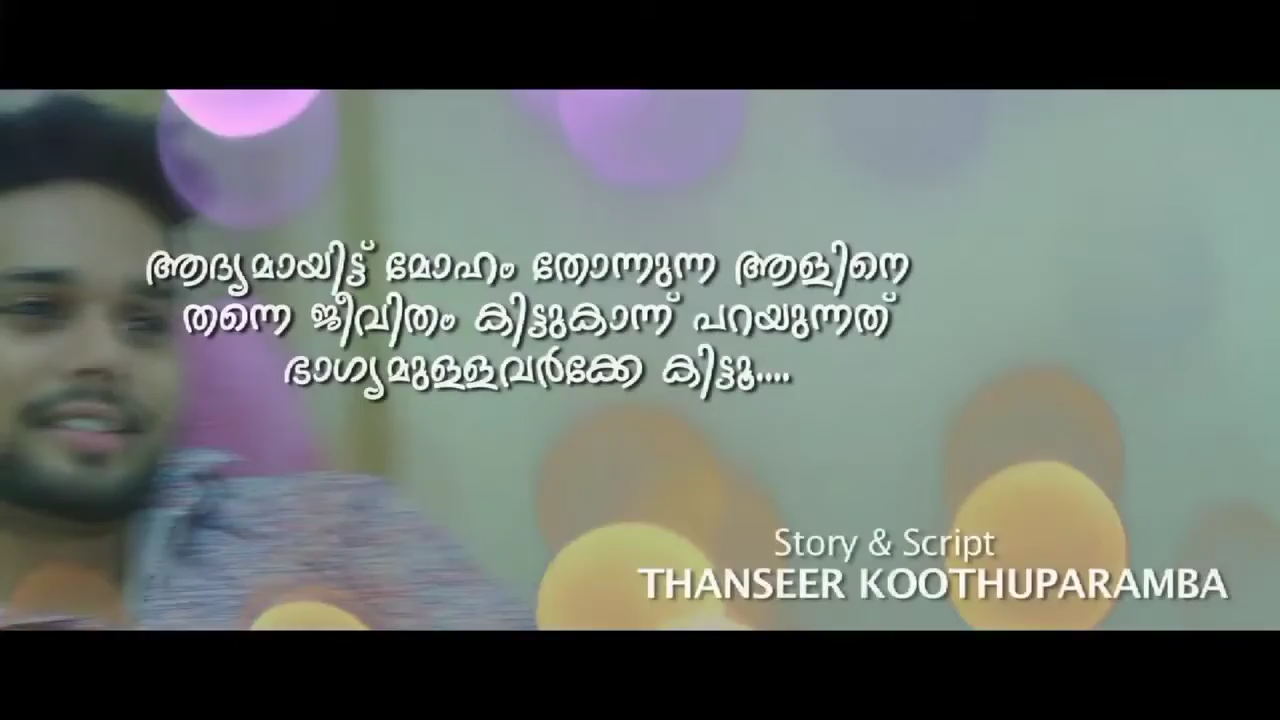 ആദ്യമായിട്ട് മോഹം തോന്നുന്ന ആളിനെ
തന്നെ ജീവിതം കിട്ടുകാന്ന് പറയുന്നത്
ഭാഗ്യമുള്ളവർക്കേ കിട്ടൂ....
Story & Script
THANSEER KOOTHUPARAMBA